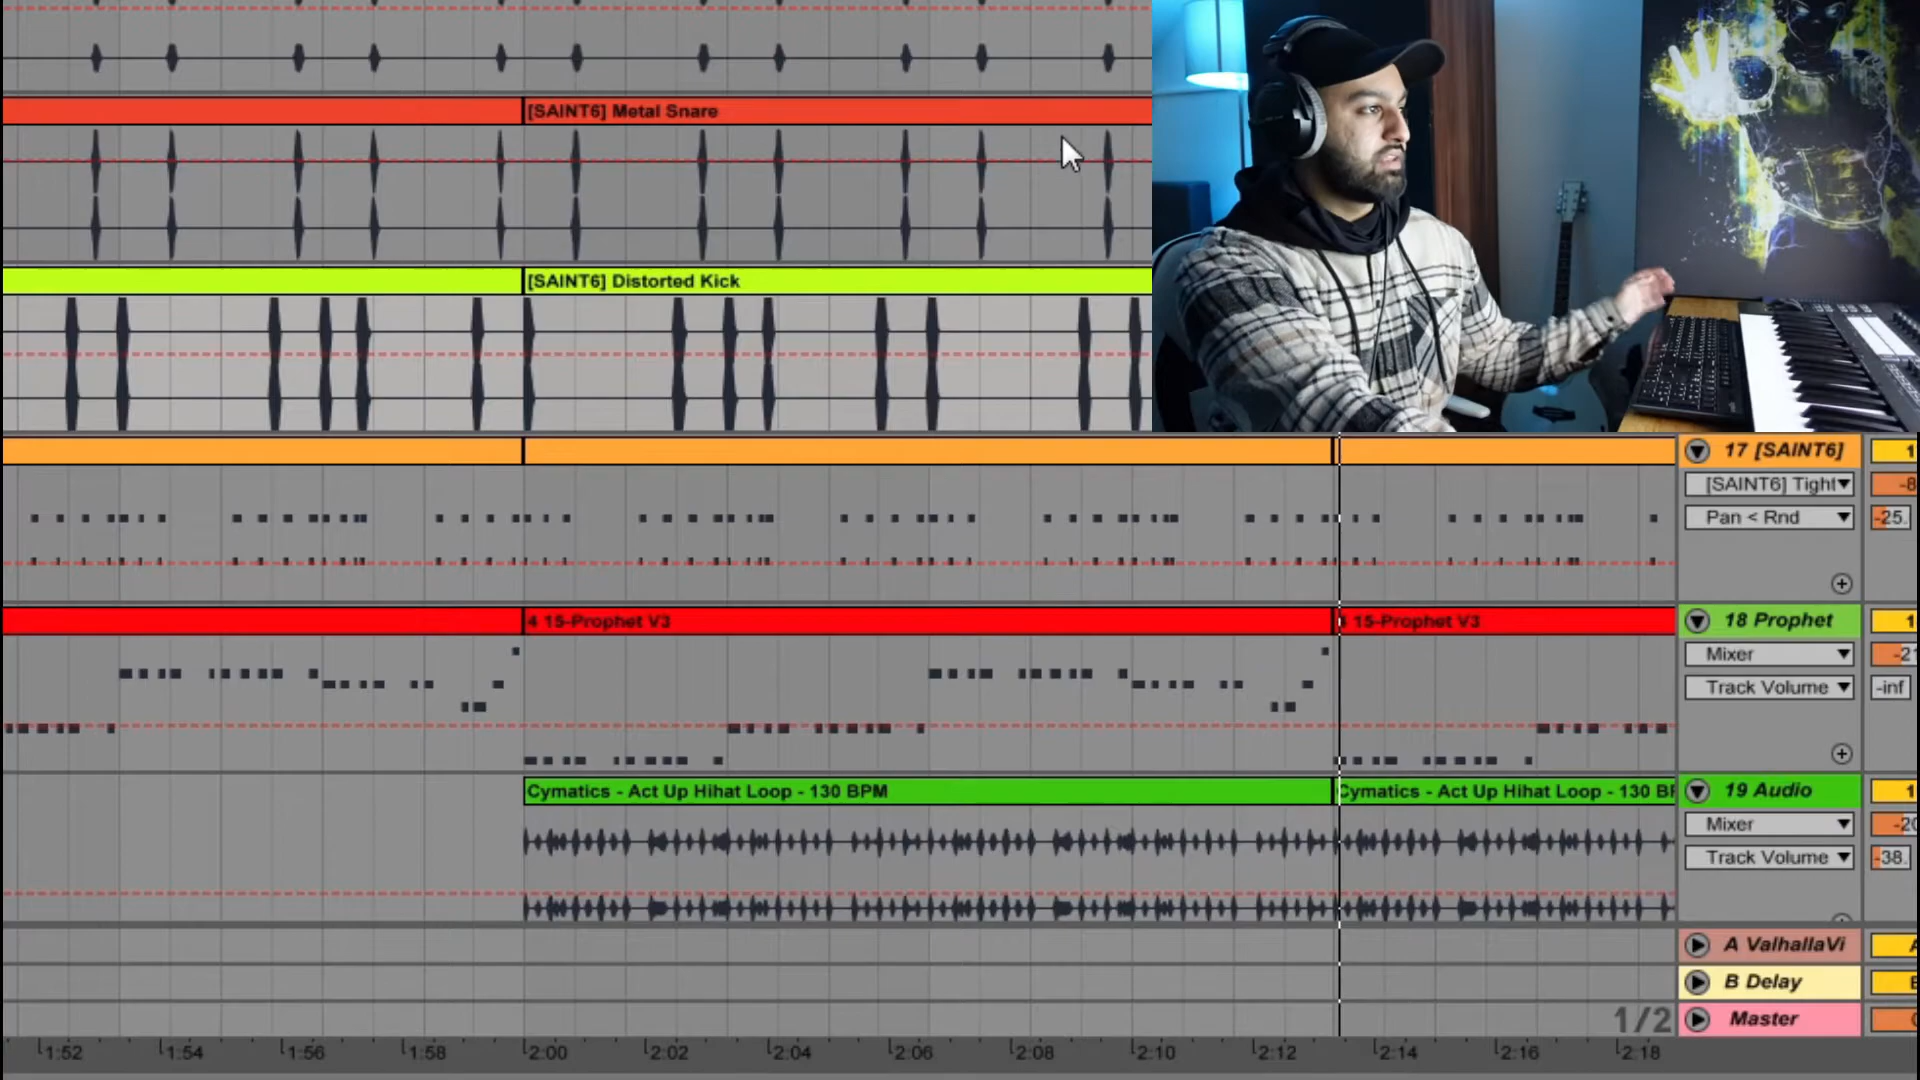 [SAINT6] Metal Snare
[SAINT6] Distorted Kick
17 [SAINT6]
[SAINT6] Tight
Pan < Rnd
-25.
4 15-Prophet V3
15-Prophet V3
18 Prophet
Mixer
Track Volume
-inf
Cymatics - Act Up Hihat Loop - 130 BPM
Cymatics - Act Up Hihat Loop - 130
19 Audio
Mixer
Track Volume
-38.
A ValhallaVi
B Delay
1/2
Master
1:52 1:54 1:56 1:58 2:00 2:02 2:04 2:06 2:08 2:10 2:12 2:14 2:16 2:18